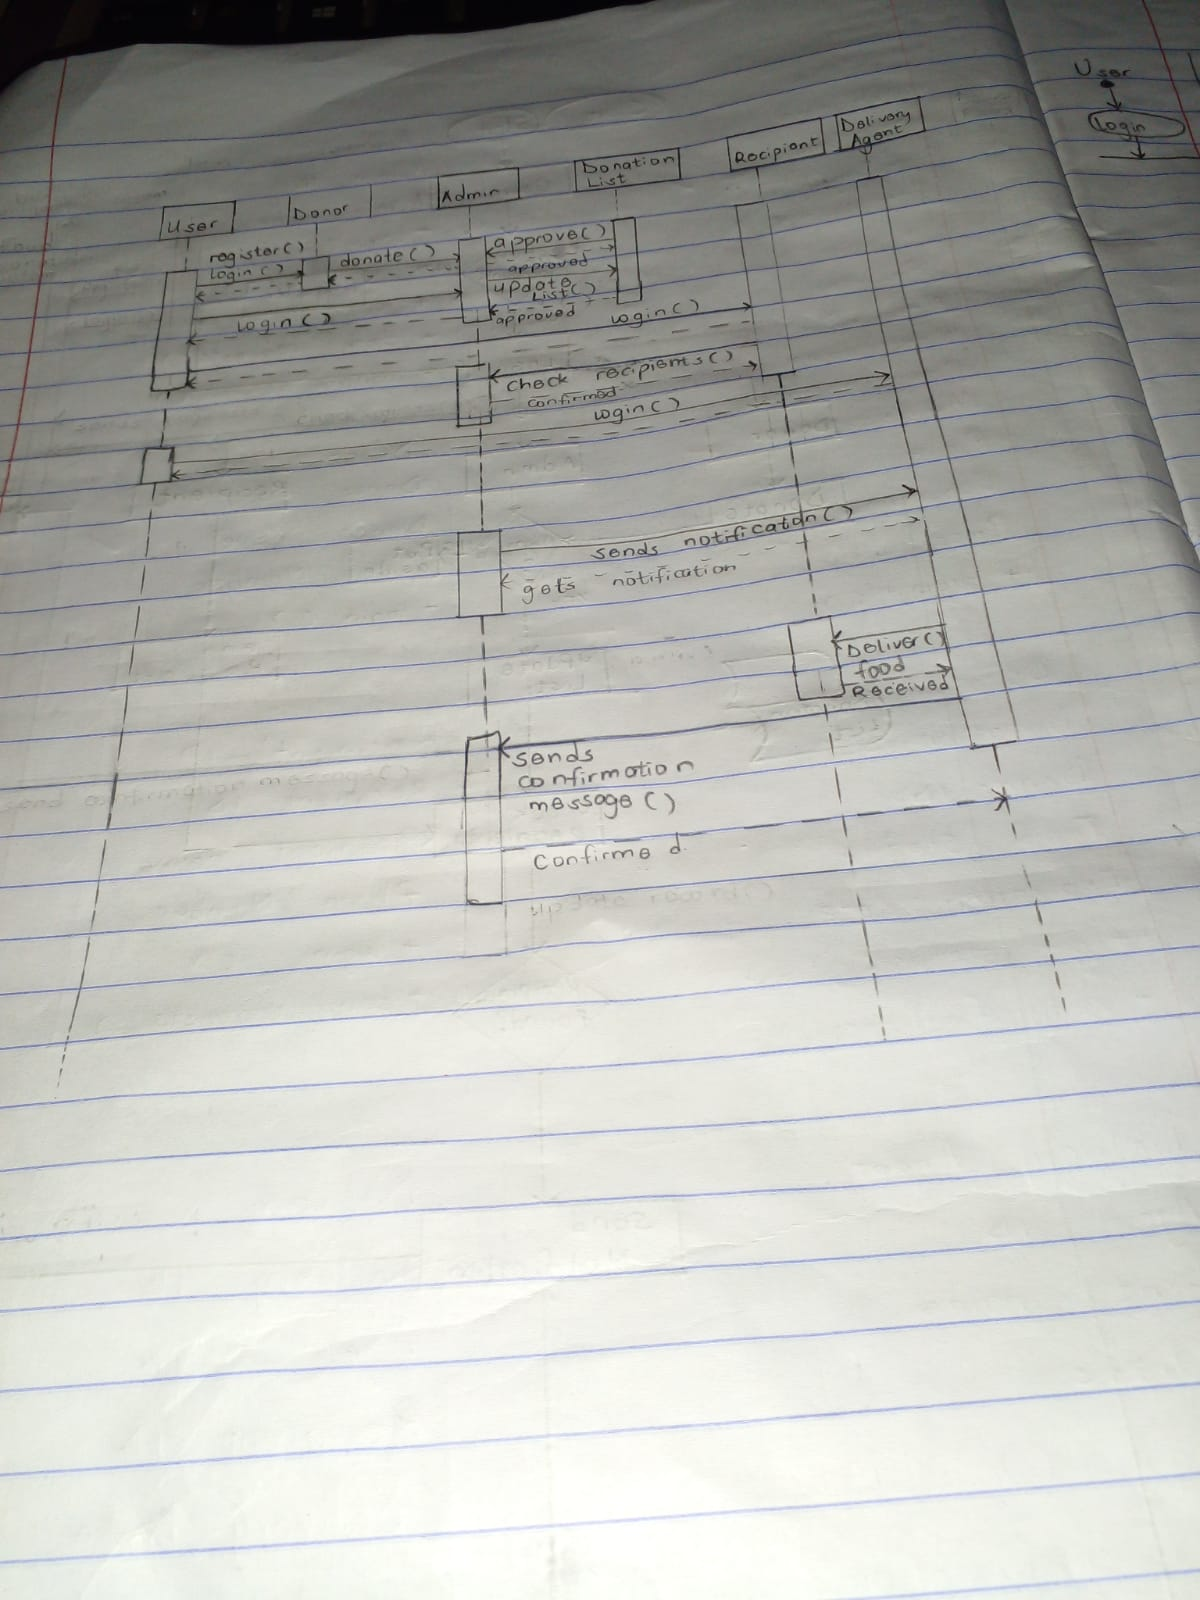 User
Login
Delivery
Agent
Recipient
Donation
List
Admin
Donor
User
register()
login()
donate()
approve()
approved
update
List()
approved
login()
login()
check recipients()
confirmed
login()
sends notification()
gets notification
Deliver()
food
Received
sends
confirmation
message()
Confirmed